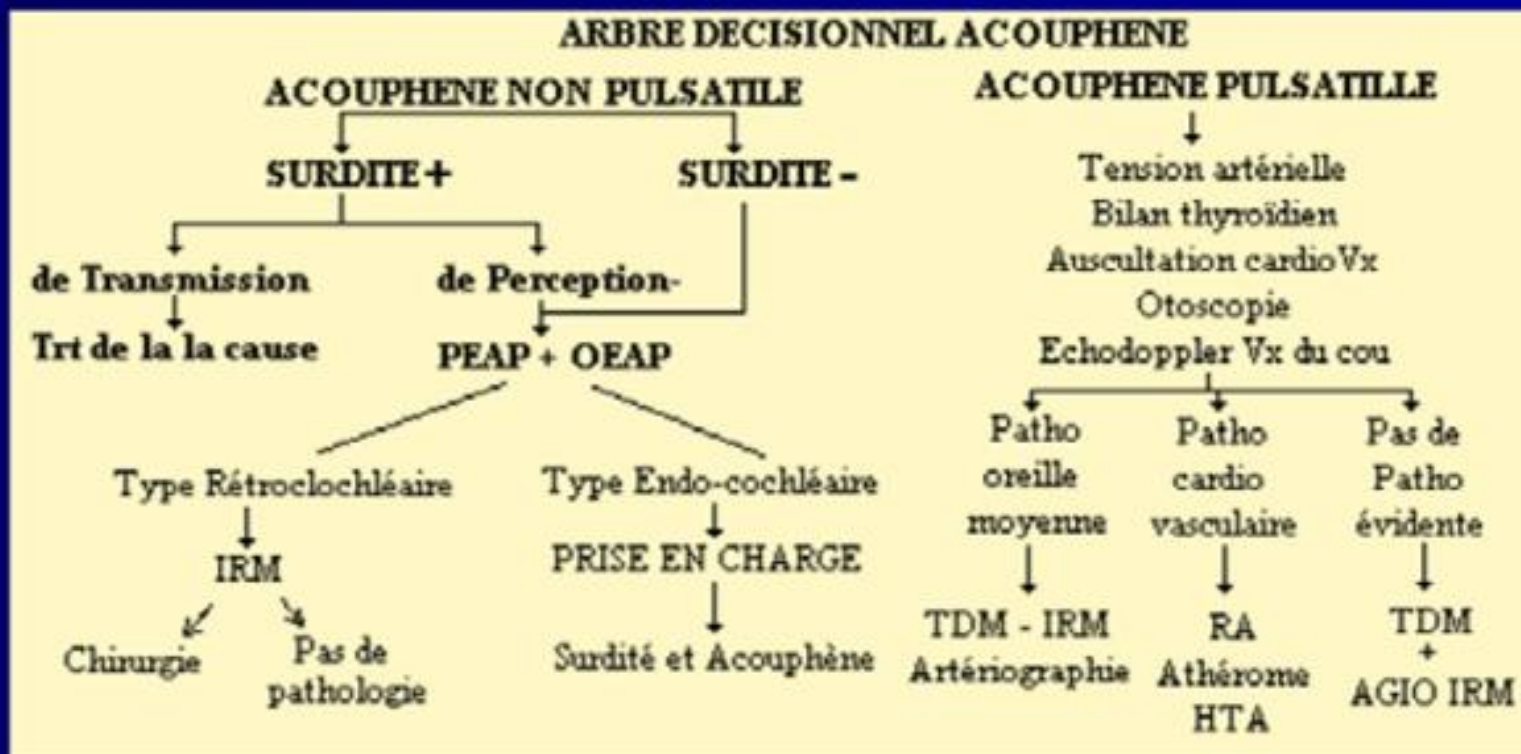 ARBRE DECISIONNEL ACOUPHENE
ACOUPHENE NON PULSATILE
SURDITE +
SURDITE -
de Transmission
de Perception-
Trt de la la cause
PEAP + OEAP
Type Rétroclochléaire
Type Endo-cochléaire
IRM
PRISE EN CHARGE
Chirurgie
Pas de
pathologie
Surdité et Acouphène
ACOUPHENE PULSATILLE
Tension artérielle
Bilan thyroïdien
Auscultation cardioVx
Otoscopie
Echodoppler Vx du cou
Patho
oreille
moyenne
Patho
cardio
vasculaire
Pas de
Patho
évidente
TDM - IRM
Artériographie
RA
Athérome
HTA
TDM
+
AGIO IRM